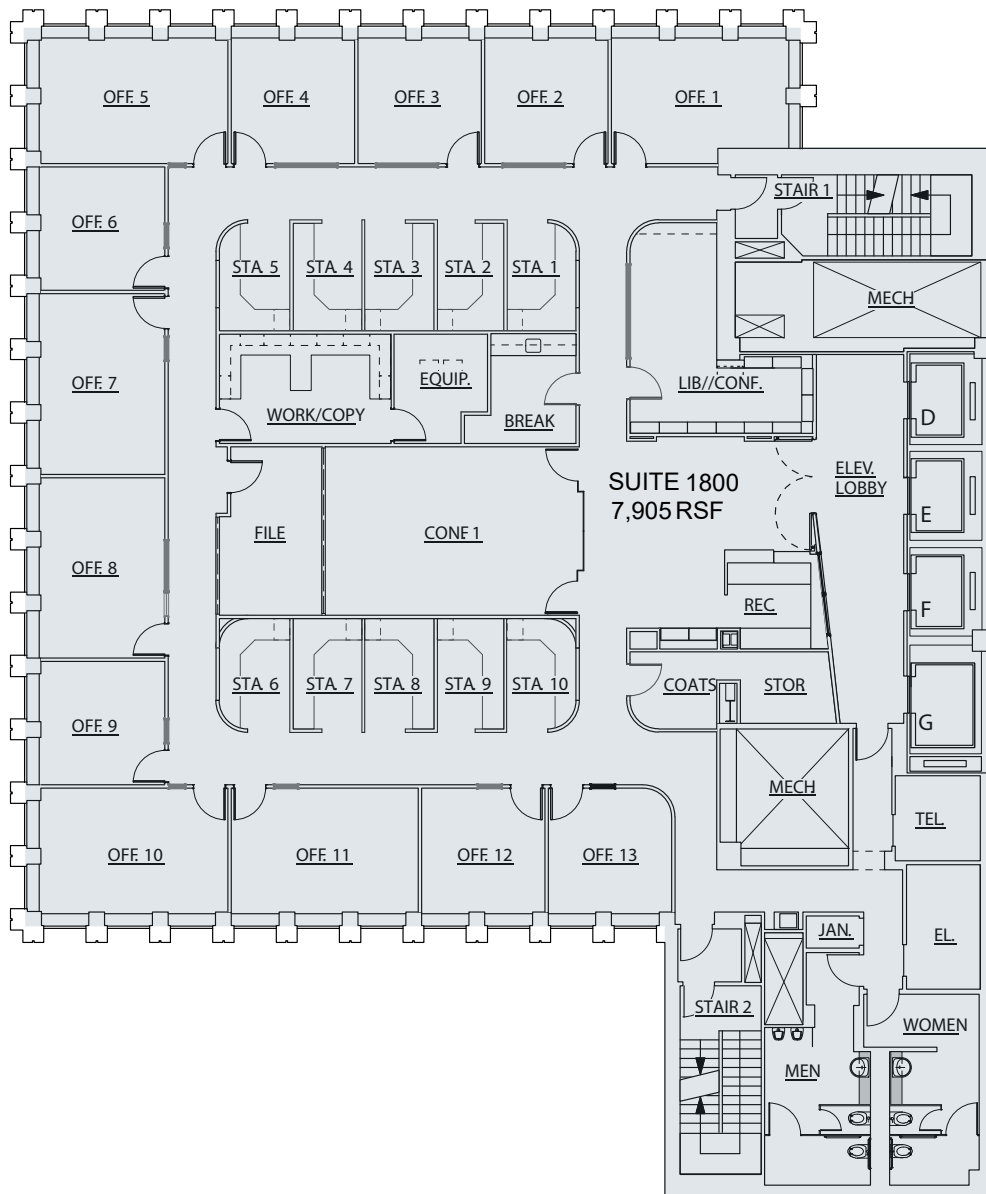 OFF. 5
OFF. 4
OFF. 3
OFF. 2
OFF. 1
STAIR 1
OFF. 6
STA. 5
STA. 4
STA. 3
STA. 2
STA. 1
MECH
OFF. 7
EQUIP.
LIB//CONF.
WORK/COPY
BREAK
D
SUITE 1800
7,905 RSF
ELEV.
LOBBY
E
FILE
CONF 1
OFF. 8
F
REC.
STA. 6
STA. 7
STA. 8
STA. 9
STA. 10
COATS
STOR
OFF. 9
G
MECH
TEL.
OFF. 10
OFF. 11
OFF. 12
OFF. 13
JAN.
EL.
STAIR 2
WOMEN
MEN